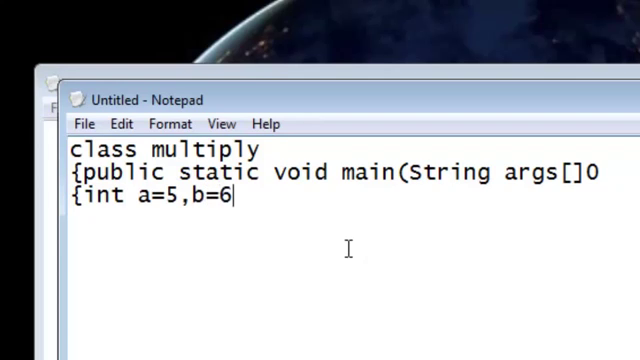 Untitled - Notepad
File Edit Format View Help
class multiply
{public static void main(String args[]0
{int a=5,b=6